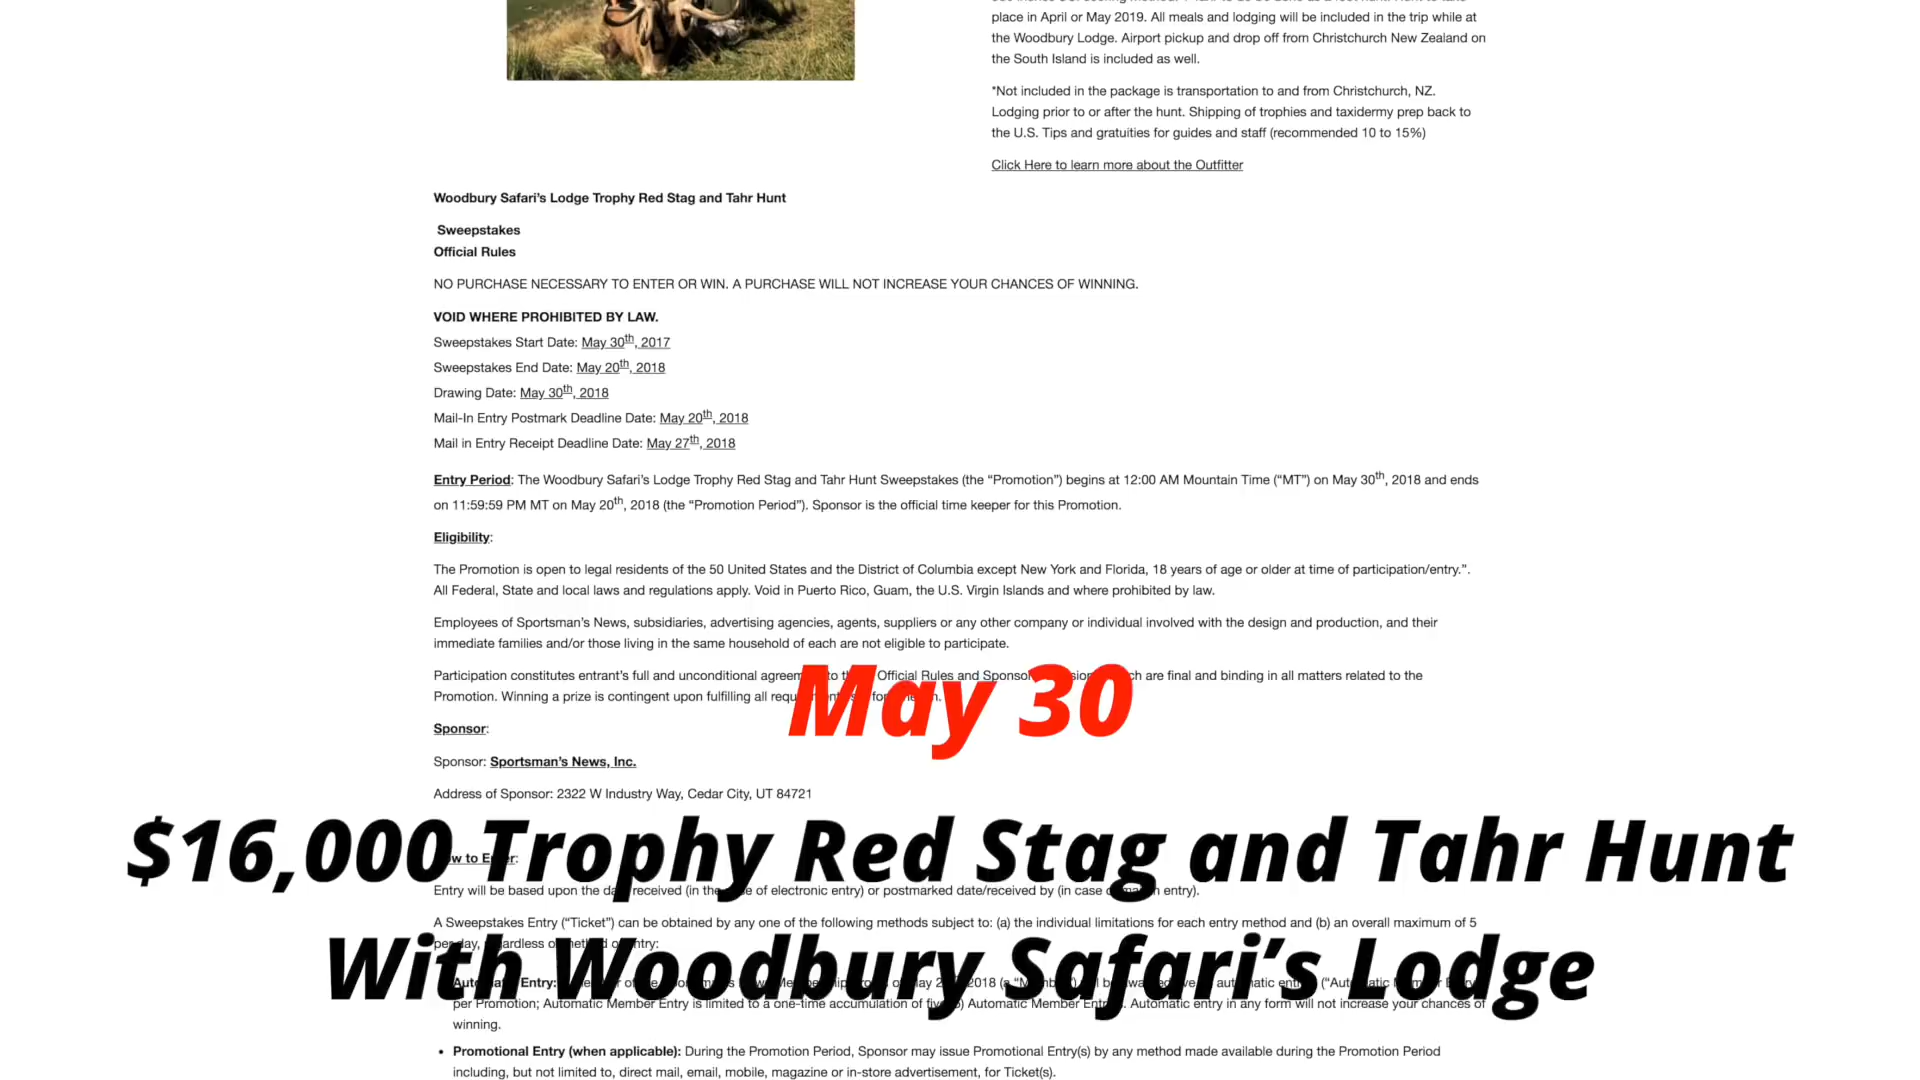 place in April or May 2019. All meals and lodging will be included in the trip while at
the Woodbury Lodge. Airport pickup and drop off from Christchurch New Zealand on
the South Island is included as well.
*Not included in the package is transportation to and from Christchurch, NZ.
Lodging prior to or after the hunt. Shipping of trophies and taxidermy prep back to
the U.S. Tips and gratuities for guides and staff (recommended 10 to 15%)
Click Here to learn more about the Outfitter
Woodbury Safari’s Lodge Trophy Red Stag and Tahr Hunt
Sweepstakes
Official Rules
NO PURCHASE NECESSARY TO ENTER OR WIN. A PURCHASE WILL NOT INCREASE YOUR CHANCES OF WINNING.
VOID WHERE PROHIBITED BY LAW.
Sweepstakes Start Date: May 30th, 2017
Sweepstakes End Date: May 20th, 2018
Drawing Date: May 30th, 2018
Mail-In Entry Postmark Deadline Date: May 20th, 2018
Mail in Entry Receipt Deadline Date: May 27th, 2018
Entry Period: The Woodbury Safari’s Lodge Trophy Red Stag and Tahr Hunt Sweepstakes (the “Promotion”) begins at 12:00 AM Mountain Time (“MT”) on May 30th, 2018 and ends
on 11:59:59 PM MT on May 20th, 2018 (the “Promotion Period”). Sponsor is the official time keeper for this Promotion.
Eligibility:
The Promotion is open to legal residents of the 50 United States and the District of Columbia except New York and Florida, 18 years of age or older at time of participation/entry.”.
All Federal, State and local laws and regulations apply. Void in Puerto Rico, Guam, the U.S. Virgin Islands and where prohibited by law.
Employees of Sportsman’s News, subsidiaries, advertising agencies, agents, suppliers or any other company or individual involved with the design and production, and their
immediate families and/or those living in the same household of each are not eligible to participate.
Participation constitutes entrant’s full and unconditional to Official Rules and are final and binding in all matters related to the
Promotion. Winning a prize is contingent upon fulfilling all
May 30
Sponsor:
Sponsor: Sportsman’s News, Inc.
Address of Sponsor: 2322 W Industry Way, Cedar City, UT 84721
$16,000 Trophy Red Stag and Tahr Hunt
to
Entry will be based upon the received (in the of electronic entry) or postmarked date/received by (in case entry).
A Sweepstakes Entry (“Ticket”) can be obtained by any one of the following methods subject to: (a) the individual limitations for each entry method and (b) an overall maximum of 5
per day,
With Woodbury Safari’s Lodge
Entry: 2018
per Promotion; Automatic Member Entry is limited to a one-time accumulation of Automatic Member Automatic entry in any form will not increase your chances of
winning.
• Promotional Entry (when applicable): During the Promotion Period, Sponsor may issue Promotional Entry(s) by any method made available during the Promotion Period
including, but not limited to, direct mail, email, mobile, magazine or in-store advertisement, for Ticket(s).